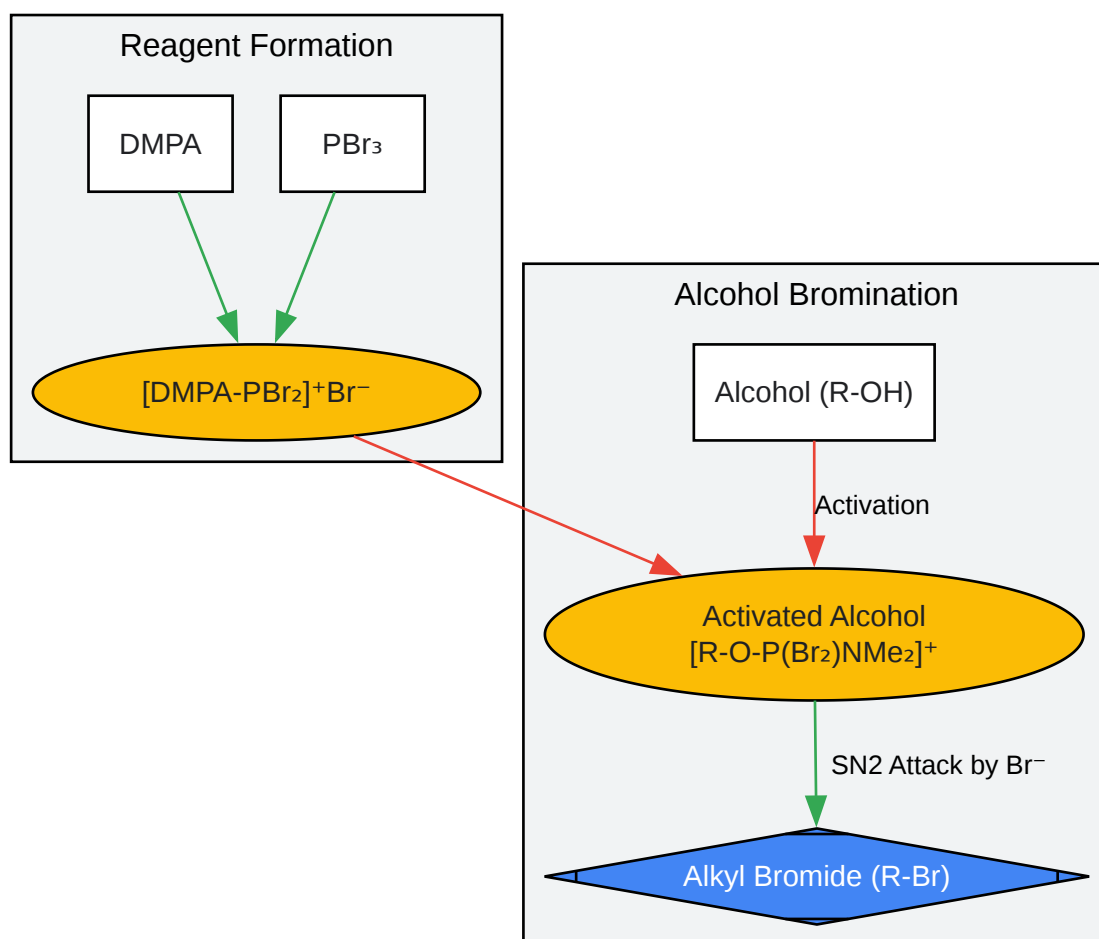 Reagent Formation
DMPA
PBr₃
[DMPA-PBr₂]⁺Br⁻
Alcohol Bromination
Alcohol (R-OH)
Activation
Activated Alcohol
[R-O-P(Br₂)NMe₂]⁺
SN2 Attack by Br⁻
Alkyl Bromide (R-Br)